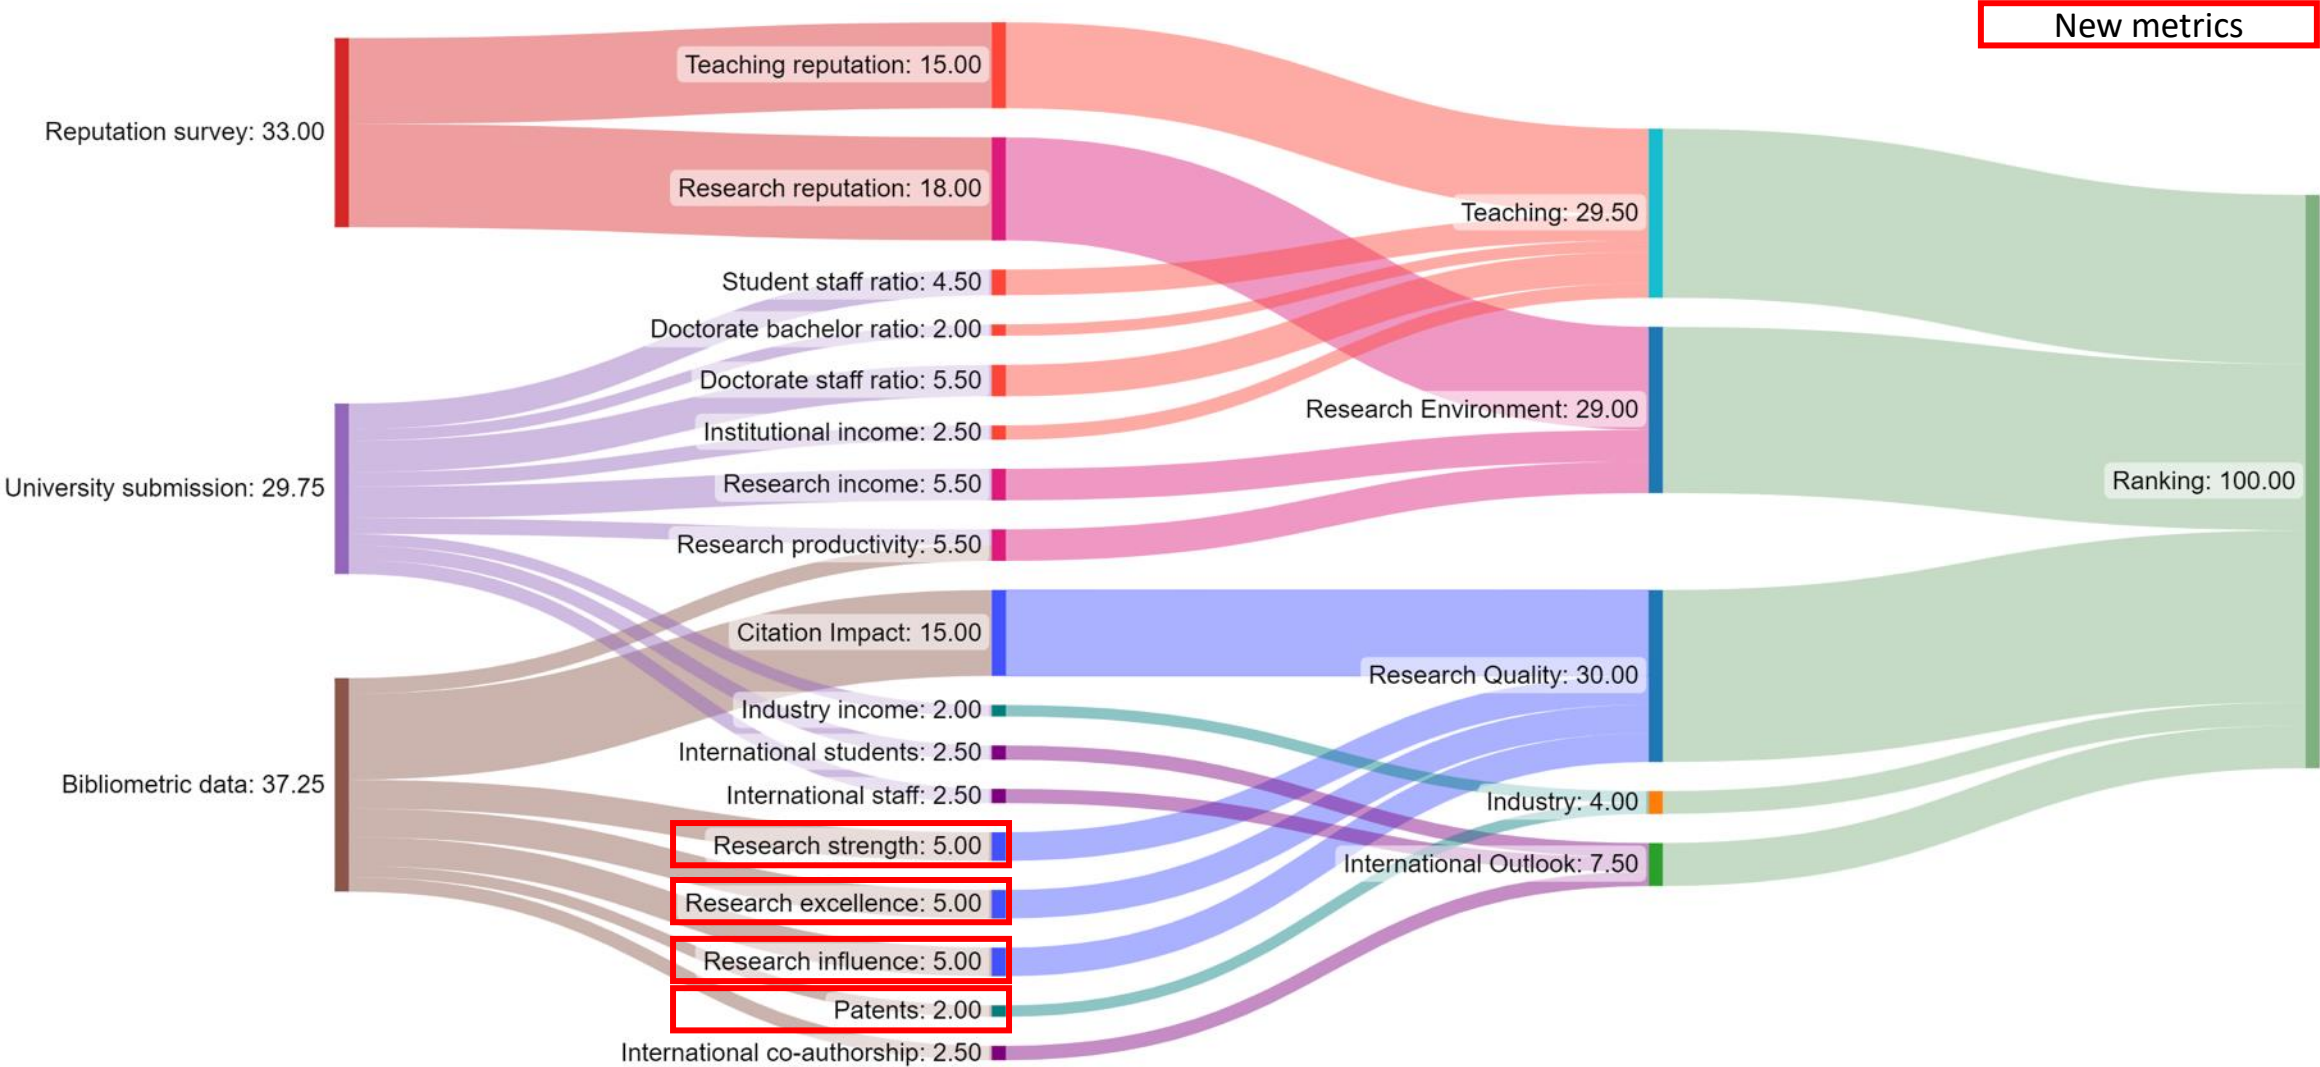 New metrics
Reputation survey: 33.00
University submission: 29.75
Bibliometric data: 37.25
Teaching reputation: 15.00
Research reputation: 18.00
Student staff ratio: 4.50
Doctorate bachelor ratio: 2.00
Doctorate staff ratio: 5.50
Institutional income: 2.50
Research income: 5.50
Research productivity: 5.50
Citation Impact: 15.00
Industry income: 2.00
International students: 2.50
International staff: 2.50
Research strength: 5.00
Research excellence: 5.00
Research influence: 5.00
Patents: 2.00
International co-authorship: 2.50
Teaching: 29.50
Research Environment: 29.00
Research Quality: 30.00
Industry: 4.00
International Outlook: 7.50
Ranking: 100.00